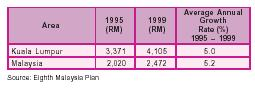 Area 1995 (RM) 1999 (RM) Average Annual Growth Rate (%) 1995 – 1999
Kuala Lumpur 3,371 4,105 5.0
Malaysia 2,020 2,472 5.2
Source: Eighth Malaysia Plan